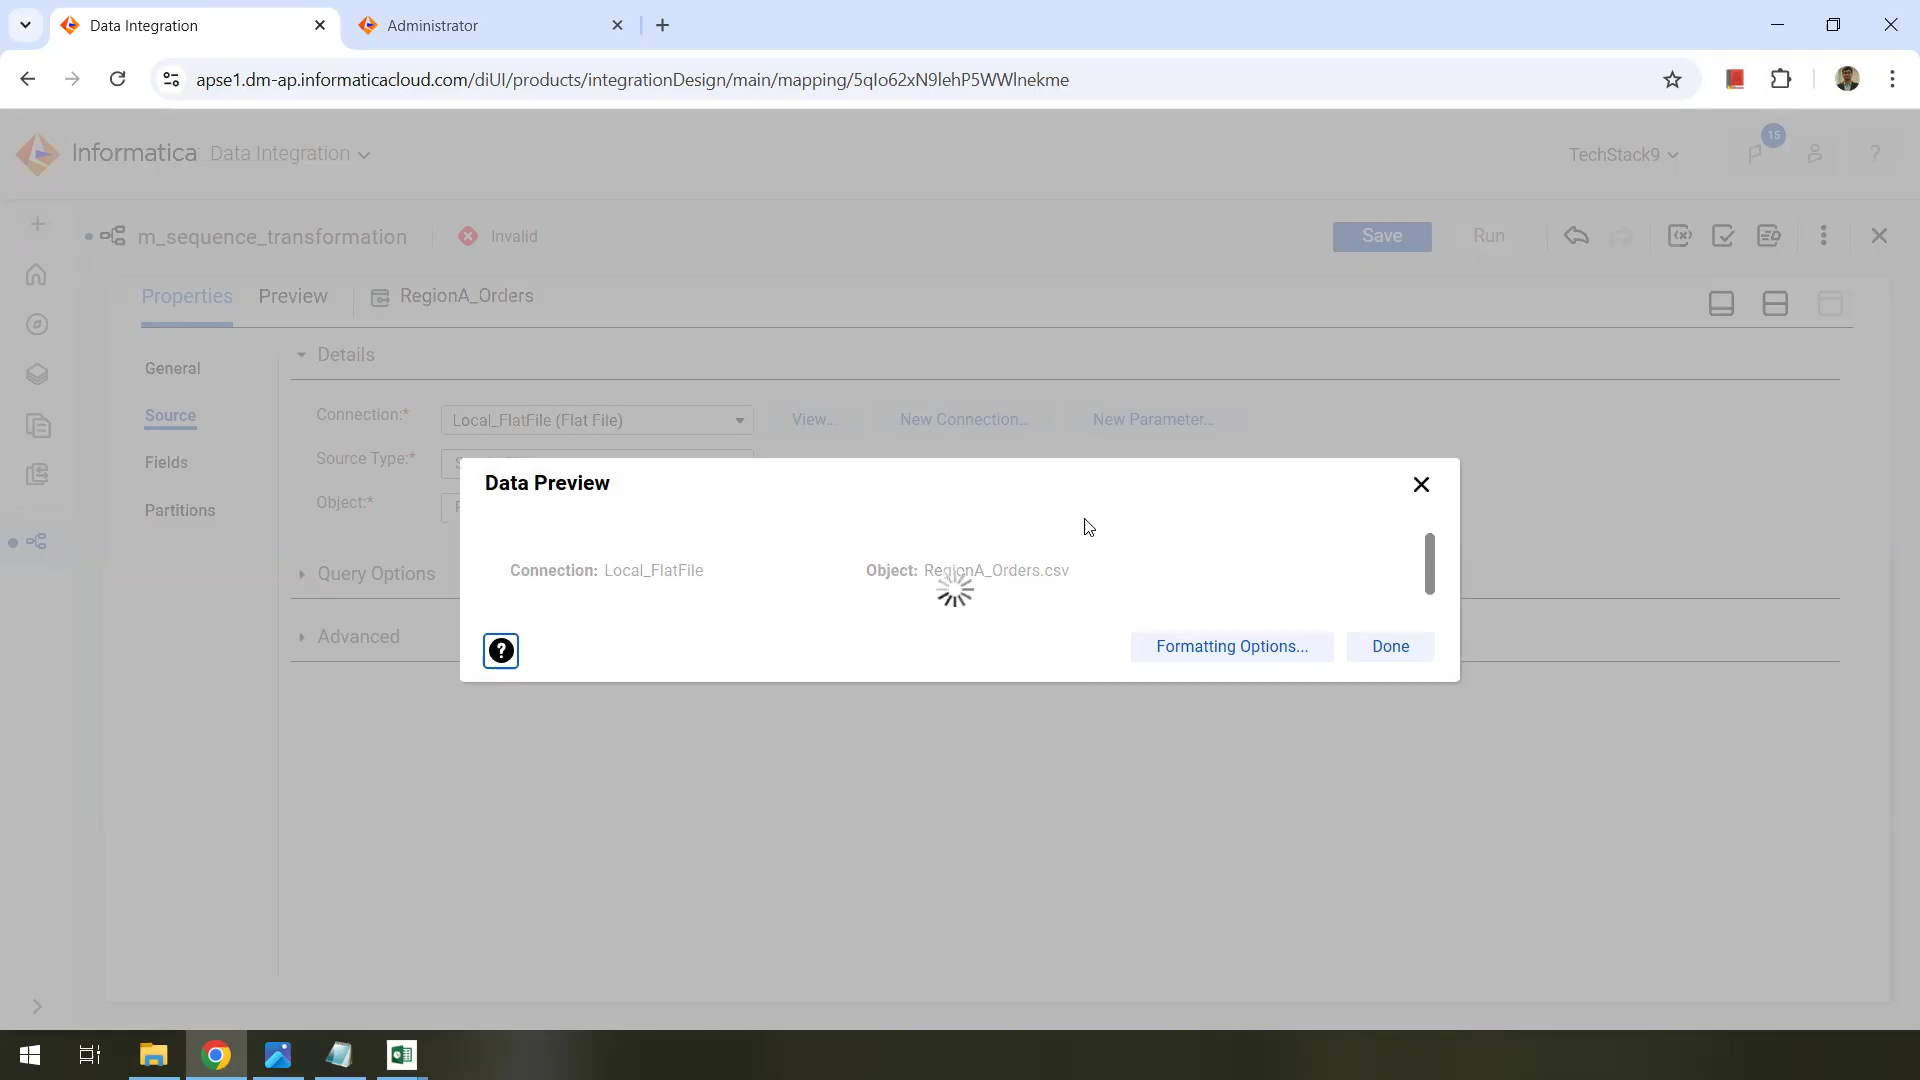 Data Integration
Administrator
apse1.dm-ap.informaticacloud.com/diUI/products/integrationDesign/main/mapping/5qIo62xN9lehP5WWlnekme
Informatica Data Integration
TechStack9
15
?
m_sequence_transformation
Invalid
Save
Run
Properties
Preview
RegionA_Orders
General
Source
Fields
Partitions
Details
Connection:*
Local_FlatFile (Flat File)
View...
New Connection...
New Parameter...
Source Type:*
Object:*
Query Options
Advanced
Data Preview
Connection: Local_FlatFile
Object: RegionA_Orders.csv
?
Formatting Options...
Done